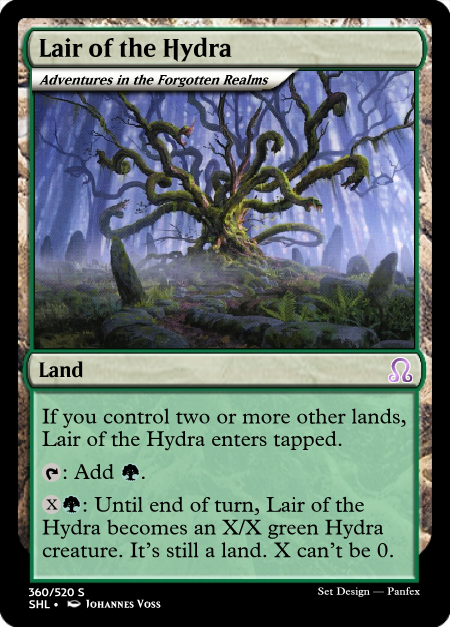 Lair of the Hydra
Adventures in the Forgotten Realms
Land
If you control two or more other lands,
Lair of the Hydra enters tapped.
: Add .
X: Until end of turn, Lair of the
Hydra becomes an X/X green Hydra
creature. It's still a land. X can't be 0.
360/520 S
Set Design — Panfex
SHL • Johannes Voss